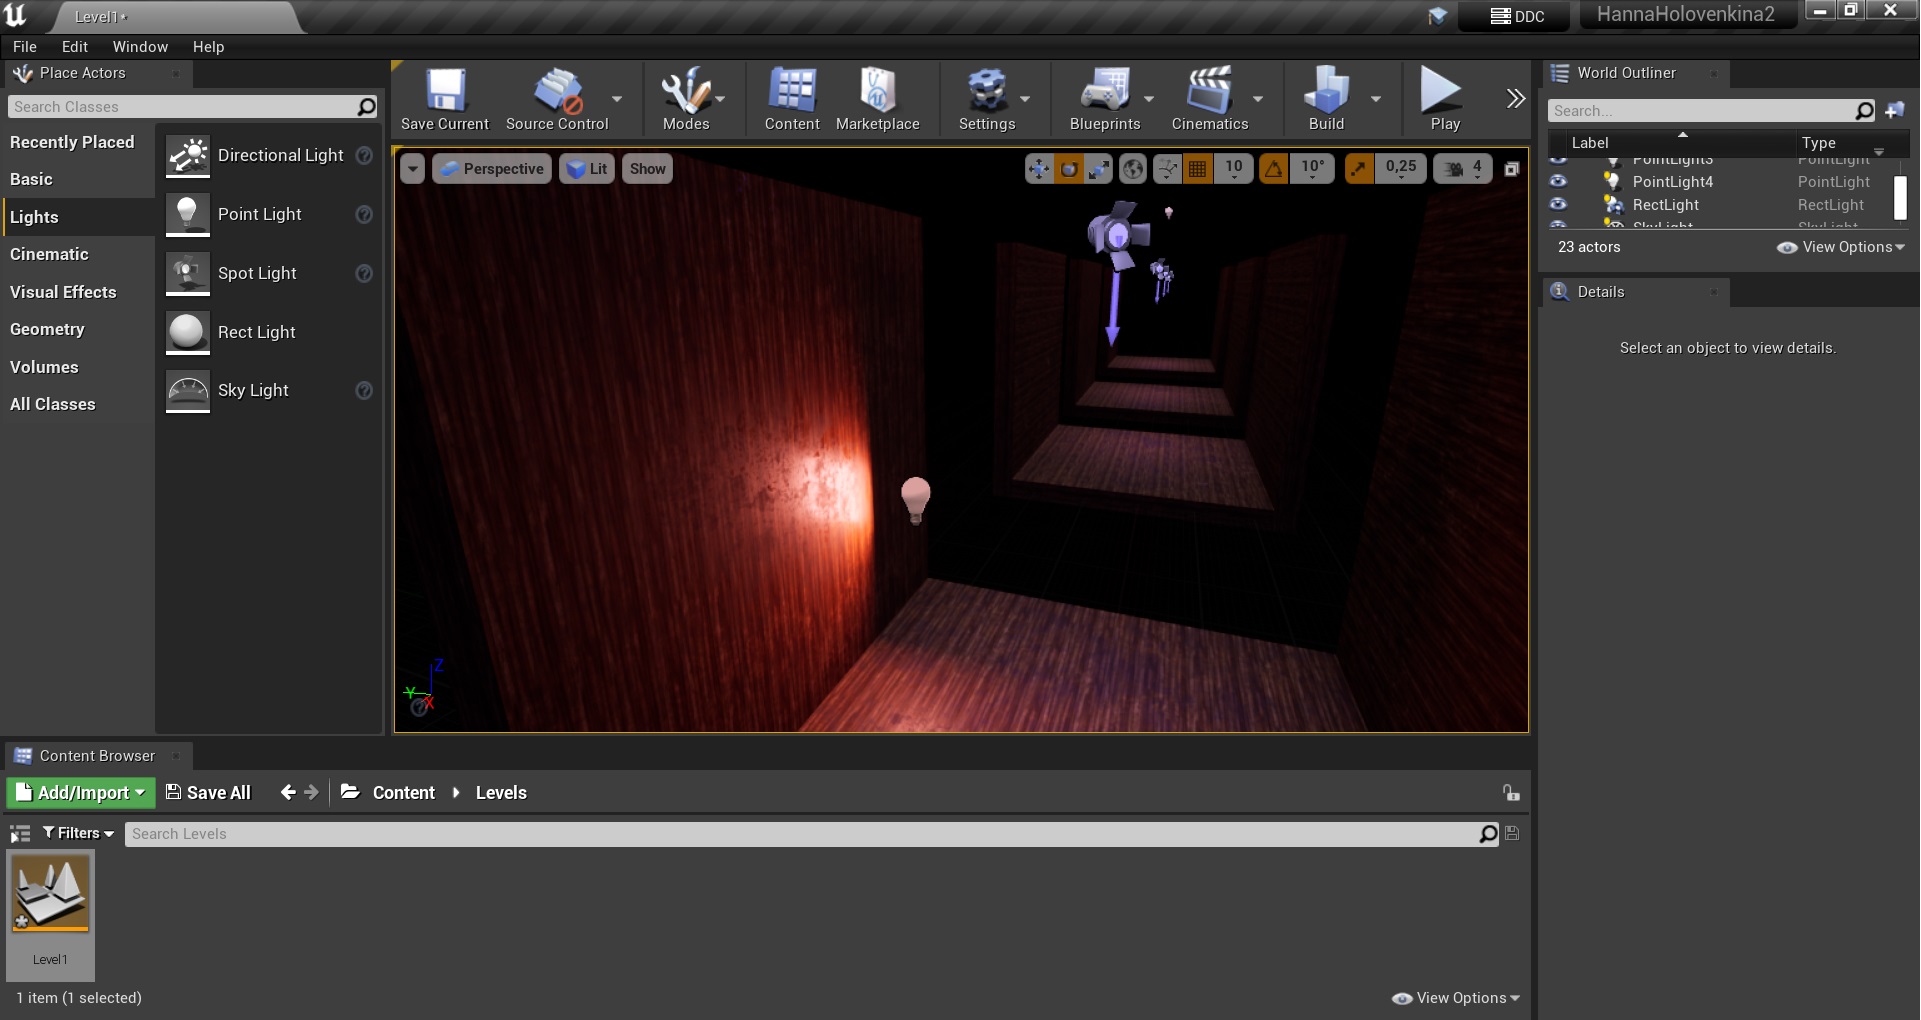 Level1*
DDC
HannaHolovenkina2
File Edit Window Help
Place Actors
Search Classes
Recently Placed
Basic
Lights
Cinematic
Visual Effects
Geometry
Volumes
All Classes
Directional Light
Point Light
Spot Light
Rect Light
Sky Light
Save Current
Source Control
Modes
Content
Marketplace
Settings
Blueprints
Cinematics
Build
Play
Perspective
Lit
Show
10
10°
0,25
4
Z
Y
X
World Outliner
Search...
Label Type
PointLight3 PointLight
PointLight4 PointLight
RectLight RectLight
SkyLight SkyLight
23 actors
View Options
Details
Select an object to view details.
Content Browser
Add/Import
Save All
Content
Levels
Filters
Search Levels
Level1
1 item (1 selected)
View Options